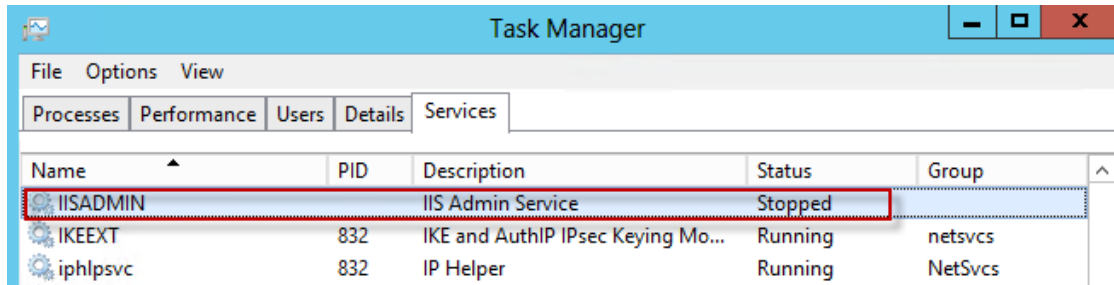 Task Manager
File Options View
Processes Performance Users Details Services
Name PID Description Status Group
IISADMIN IIS Admin Service Stopped
IKEEXT 832 IKE and AuthIP IPsec Keying Mo... Running netsvcs
iphlpsvc 832 IP Helper Running NetSvcs